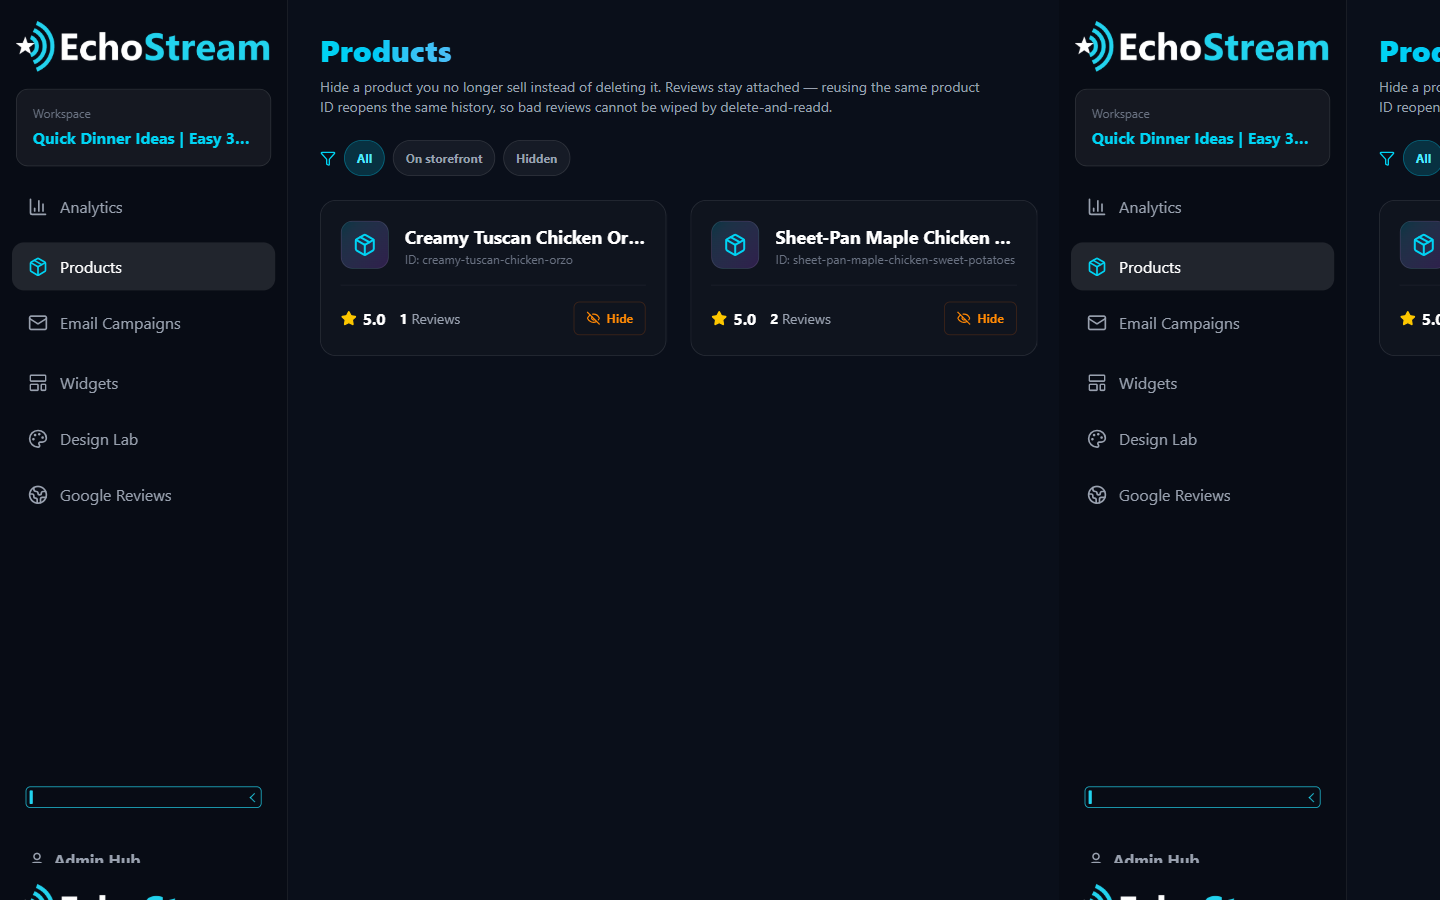 EchoStream
Workspace
Quick Dinner Ideas | Easy 3...
Analytics
Products
Email Campaigns
Widgets
Design Lab
Google Reviews
Admin Hub
Products
Hide a product you no longer sell instead of deleting it. Reviews stay attached — reusing the same product
ID reopens the same history, so bad reviews cannot be wiped by delete-and-readd.
All
On storefront
Hidden
Creamy Tuscan Chicken Or...
ID: creamy-tuscan-chicken-orzo
5.0 1 Reviews
Hide
Sheet-Pan Maple Chicken ...
ID: sheet-pan-maple-chicken-sweet-potatoes
5.0 2 Reviews
Hide
EchoStream
Workspace
Quick Dinner Ideas | Easy 3...
Analytics
Products
Email Campaigns
Widgets
Design Lab
Google Reviews
Admin Hub
Hide a
ID reopen
All